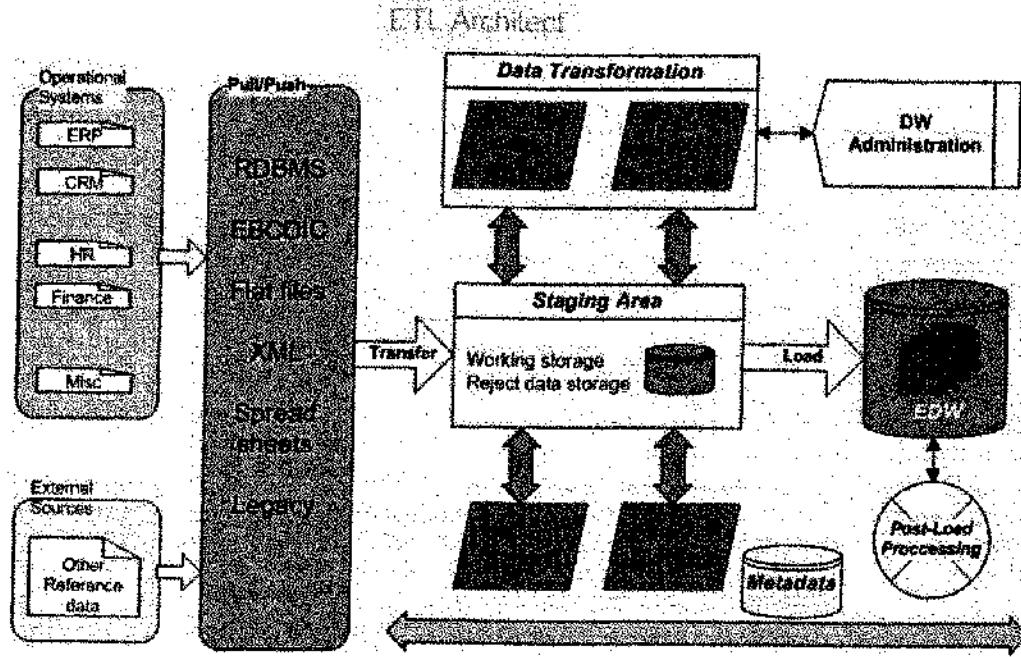 ETL Architect
Operational
Systems
ERP
CRM
HR
Finance
Misc
External
Sources
Other
Reference
data
Pull/Push
RDBMS
EBCDIC
Flat files
XML
Spread
sheets
Legacy
Transfer
Data Transformation
DW
Administration
Staging Area
Working storage
Reject data storage
Load
EDW
Post-Load
Proccessing
Metadata